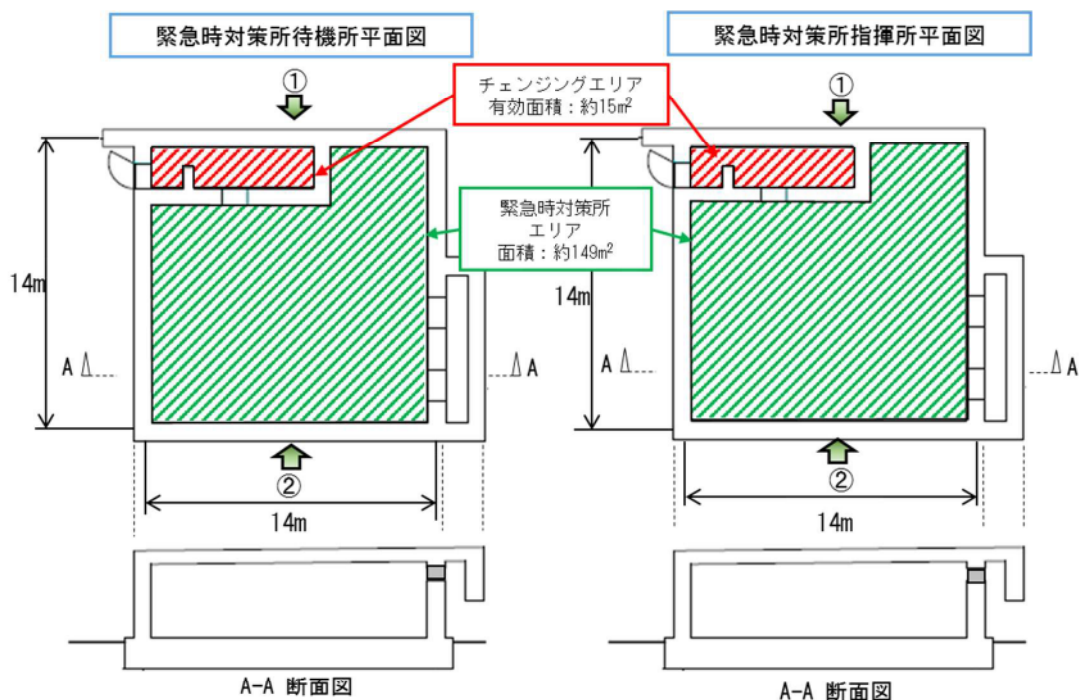 緊急時対策所待機所平面図
緊急時対策所指揮所平面図
①
チェンジングエリア
有効面積：約15m²
①
緊急時対策所
エリア
面積：約149m²
14m
14m
A
A
A
A
②
②
14m
14m
A-A 断面図
A-A 断面図